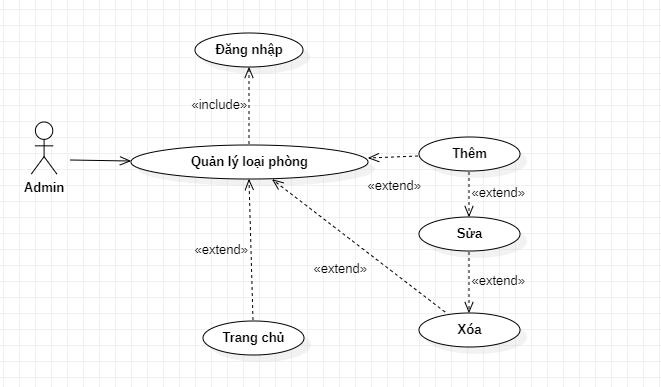 Đăng nhập
«include»
Quản lý loại phòng
Thêm
Admin
«extend»
«extend»
Sửa
«extend»
«extend»
«extend»
Trang chủ
Xóa